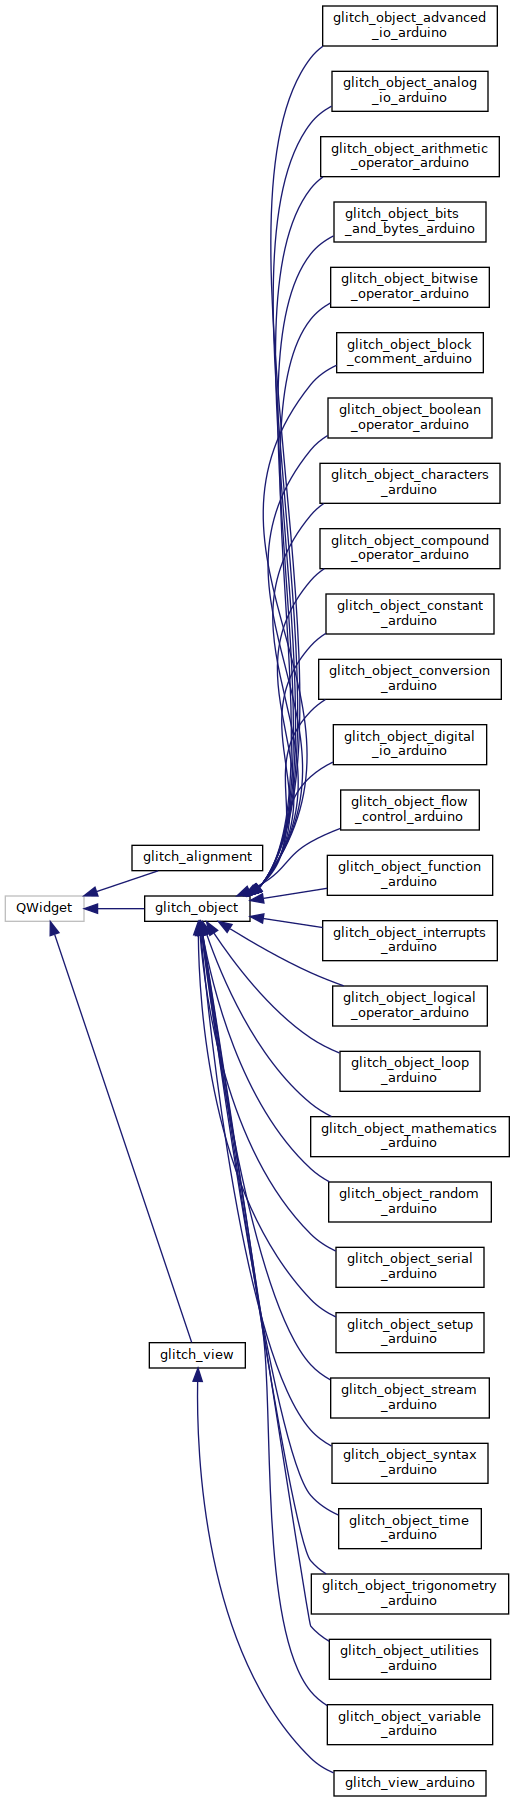 glitch_object_advanced
_io_arduino
glitch_object_analog
_io_arduino
glitch_object_arithmetic
_operator_arduino
glitch_object_bits
_and_bytes_arduino
glitch_object_bitwise
_operator_arduino
glitch_object_block
_comment_arduino
glitch_object_boolean
_operator_arduino
glitch_object_characters
_arduino
glitch_object_compound
_operator_arduino
glitch_object_constant
_arduino
glitch_object_conversion
_arduino
glitch_object_digital
_io_arduino
glitch_object_flow
_control_arduino
glitch_alignment
glitch_object_function
_arduino
QWidget
glitch_object
glitch_object_interrupts
_arduino
glitch_object_logical
_operator_arduino
glitch_object_loop
_arduino
glitch_object_mathematics
_arduino
glitch_object_random
_arduino
glitch_object_serial
_arduino
glitch_object_setup
_arduino
glitch_view
glitch_object_stream
_arduino
glitch_object_syntax
_arduino
glitch_object_time
_arduino
glitch_object_trigonometry
_arduino
glitch_object_utilities
_arduino
glitch_object_variable
_arduino
glitch_view_arduino